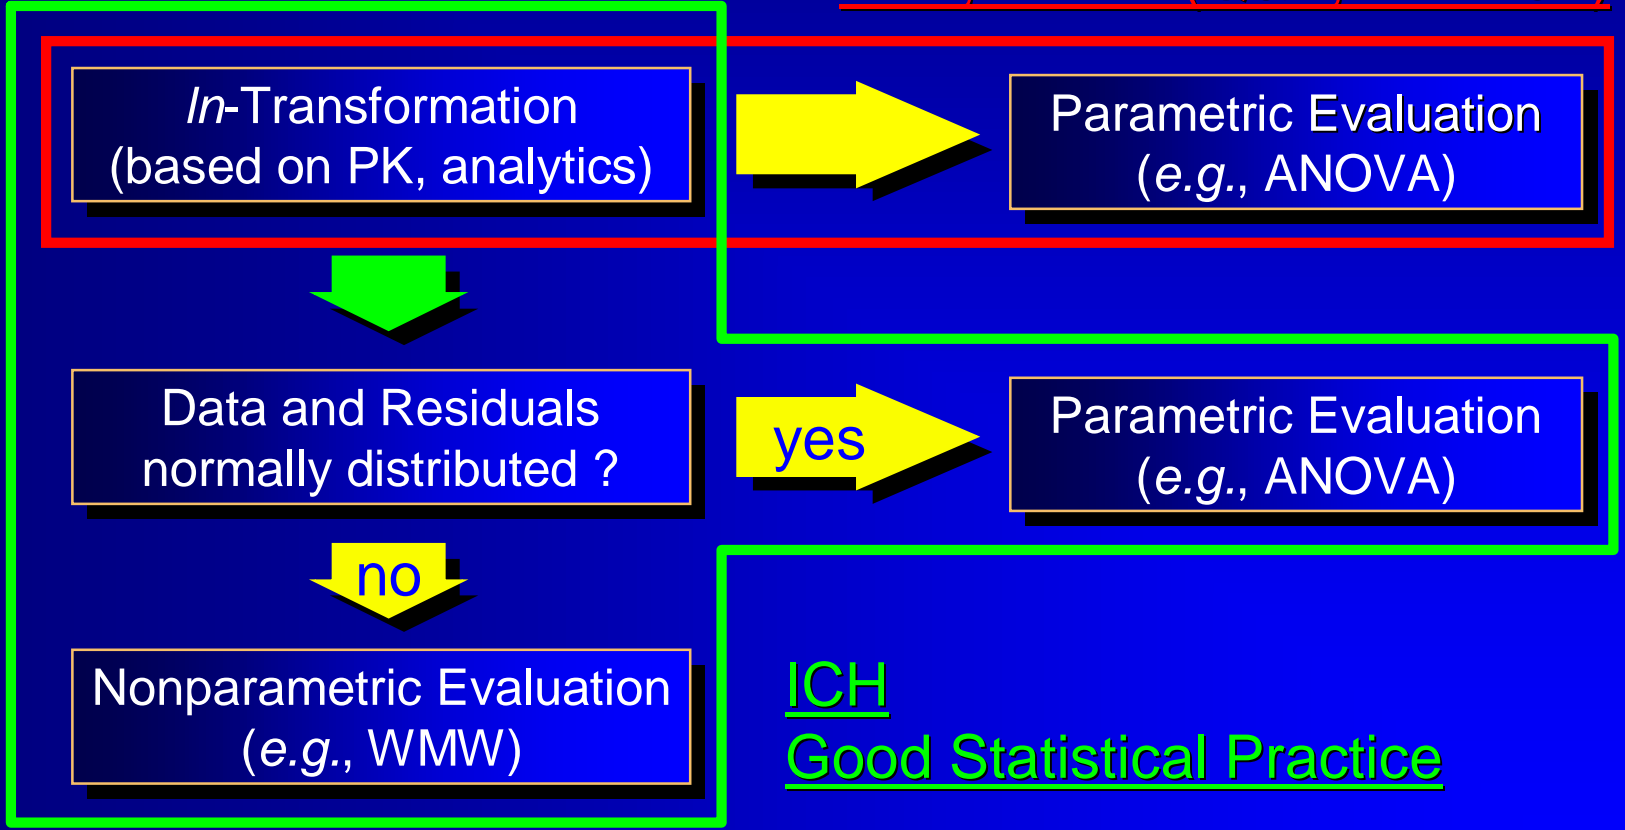 ln-Transformation
(based on PK, analytics)
Parametric Evaluation
(e.g., ANOVA)
Data and Residuals
normally distributed ?
yes
Parametric Evaluation
(e.g., ANOVA)
no
Nonparametric Evaluation
(e.g., WMW)
ICH
Good Statistical Practice